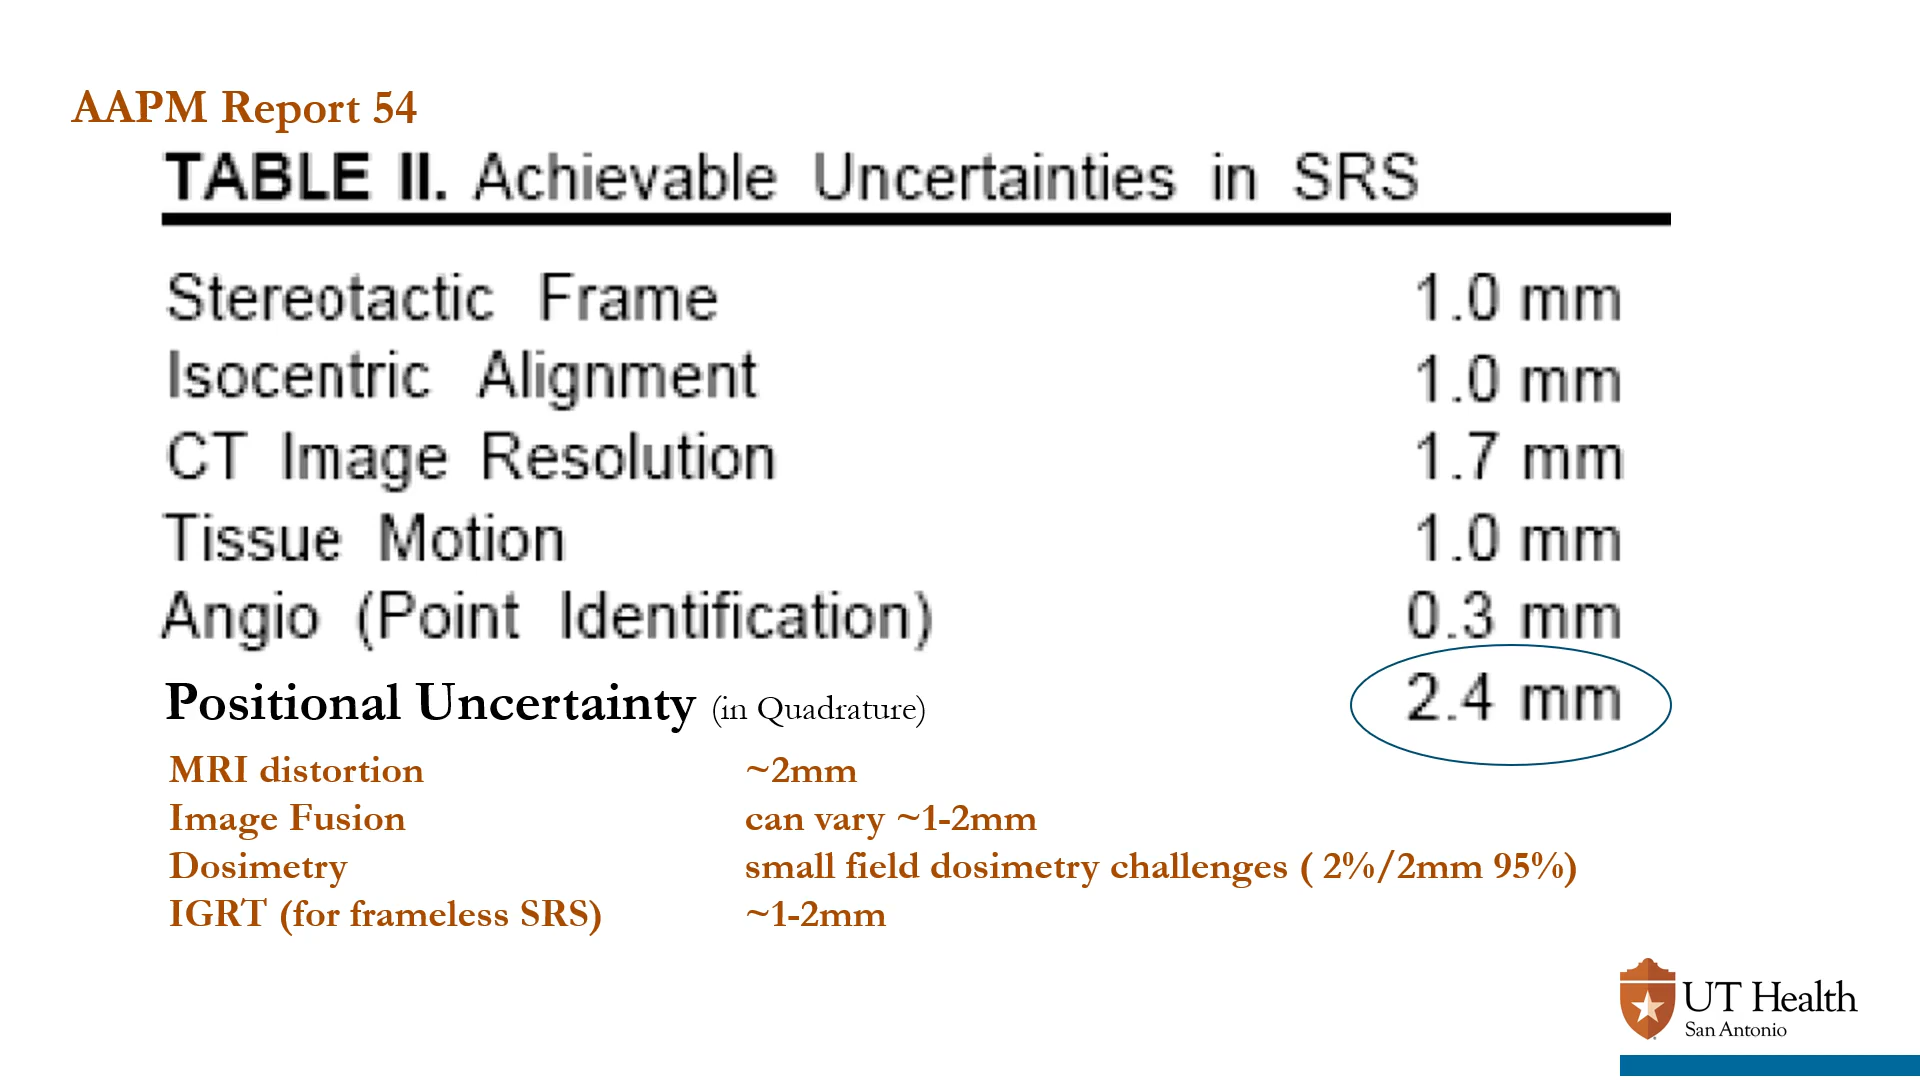 AAPM Report 54
TABLE II. Achievable Uncertainties in SRS
Stereotactic Frame 1.0 mm
Isocentric Alignment 1.0 mm
CT Image Resolution 1.7 mm
Tissue Motion 1.0 mm
Angio (Point Identification) 0.3 mm
Positional Uncertainty (in Quadrature) 2.4 mm
MRI distortion ~2mm
Image Fusion can vary ~1-2mm
Dosimetry small field dosimetry challenges ( 2%/2mm 95%)
IGRT (for frameless SRS) ~1-2mm
UT Health
San Antonio